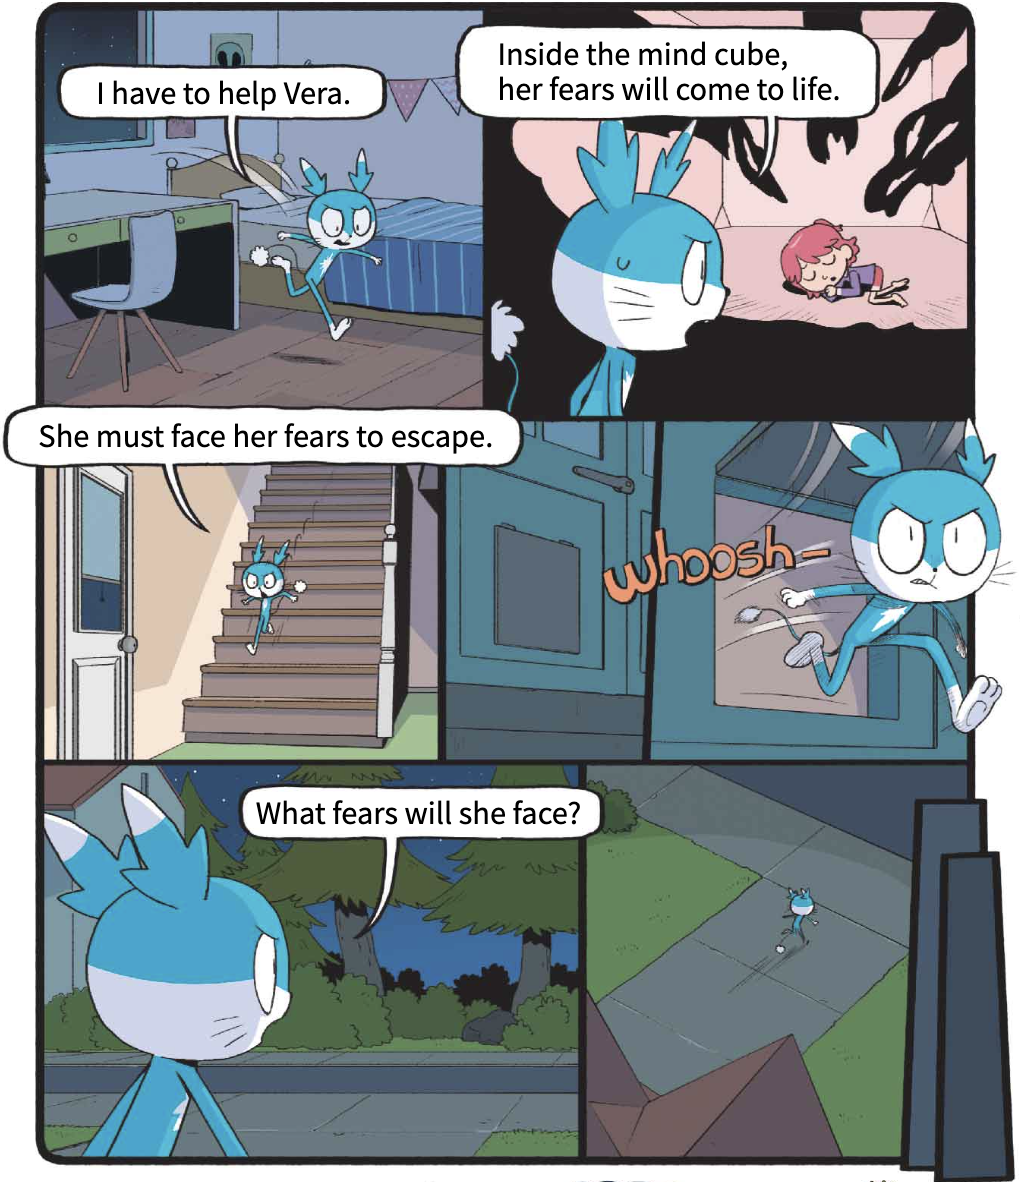 I have to help Vera.
Inside the mind cube,
her fears will come to life.
She must face her fears to escape.
whoosh-
What fears will she face?